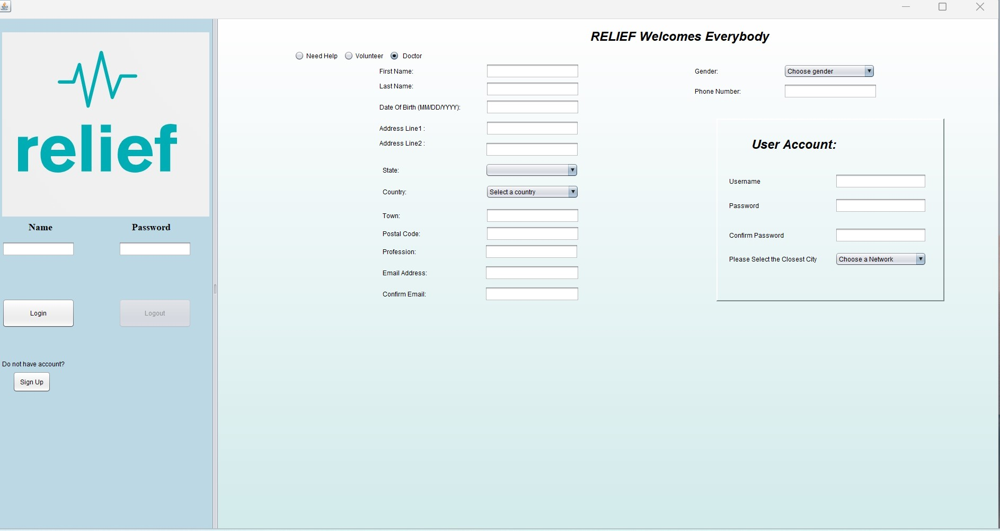 relief
Name Password
Login Logout
Do not have account?
Sign Up
RELIEF Welcomes Everybody
Need Help Volunteer Doctor
First Name:
Last Name:
Date Of Birth (MM/DD/YYYY):
Address Line1 :
Address Line2 :
State:
Country: Select a country
Town:
Postal Code:
Profession:
Email Address:
Confirm Email:
Gender: Choose gender
Phone Number:
User Account:
Username
Password
Confirm Password
Please Select the Closest City Choose a Network